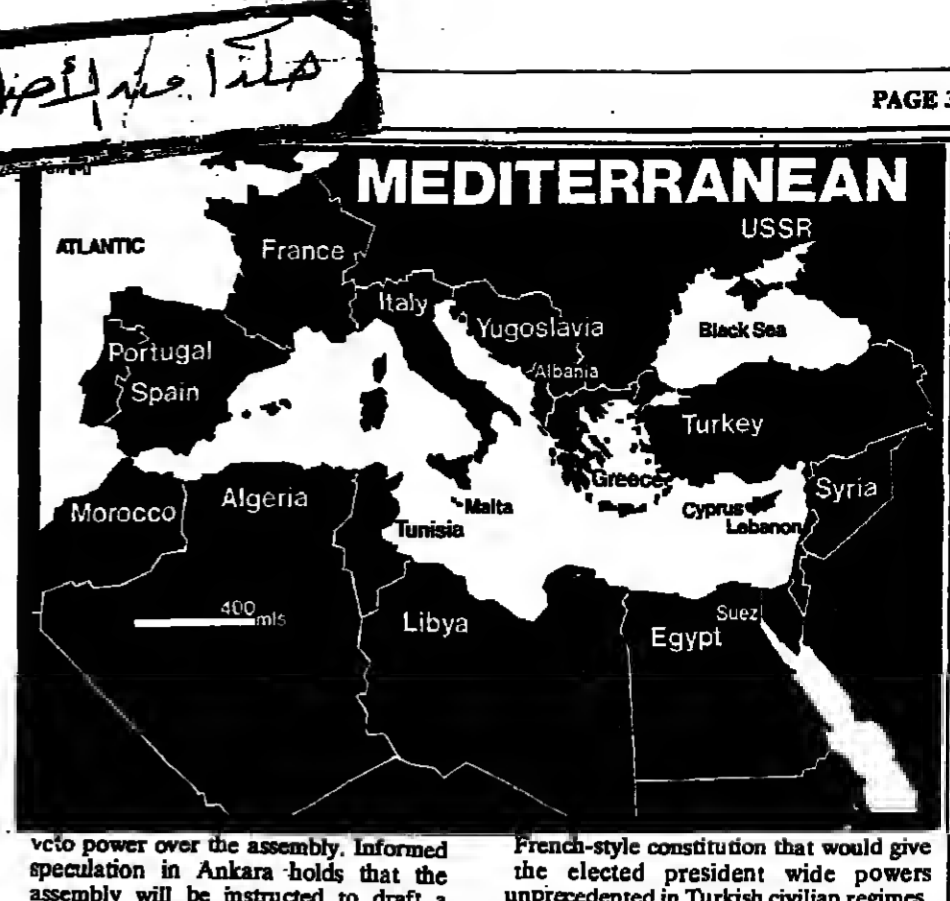 هكذا من الأصل
PAGE 3
MEDITERRANEAN
USSR
ATLANTIC
France
Italy
Yugoslavia
Black Sea
Portugal
Albania
Spain
Turkey
Greece
Syria
Algeria
Morocco
Malta
Cyprus
Tunisia
Lebanon
400
mls
Libya
Suez
Egypt
veto power over the assembly. Informed
speculation in Ankara holds that the
assembly will be instructed to draft a
French-style constitution that would give
the elected president wide powers
unprecedented in Turkish civilian regimes.